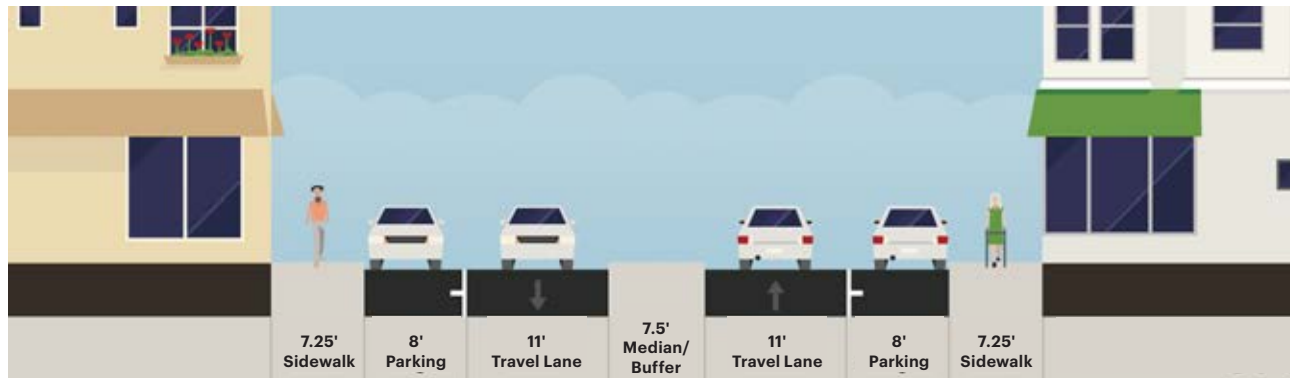 7.25'
Sidewalk
8'
Parking
11'
Travel Lane
7.5'
Median/
Buffer
11'
Travel Lane
8'
Parking
7.25'
Sidewalk